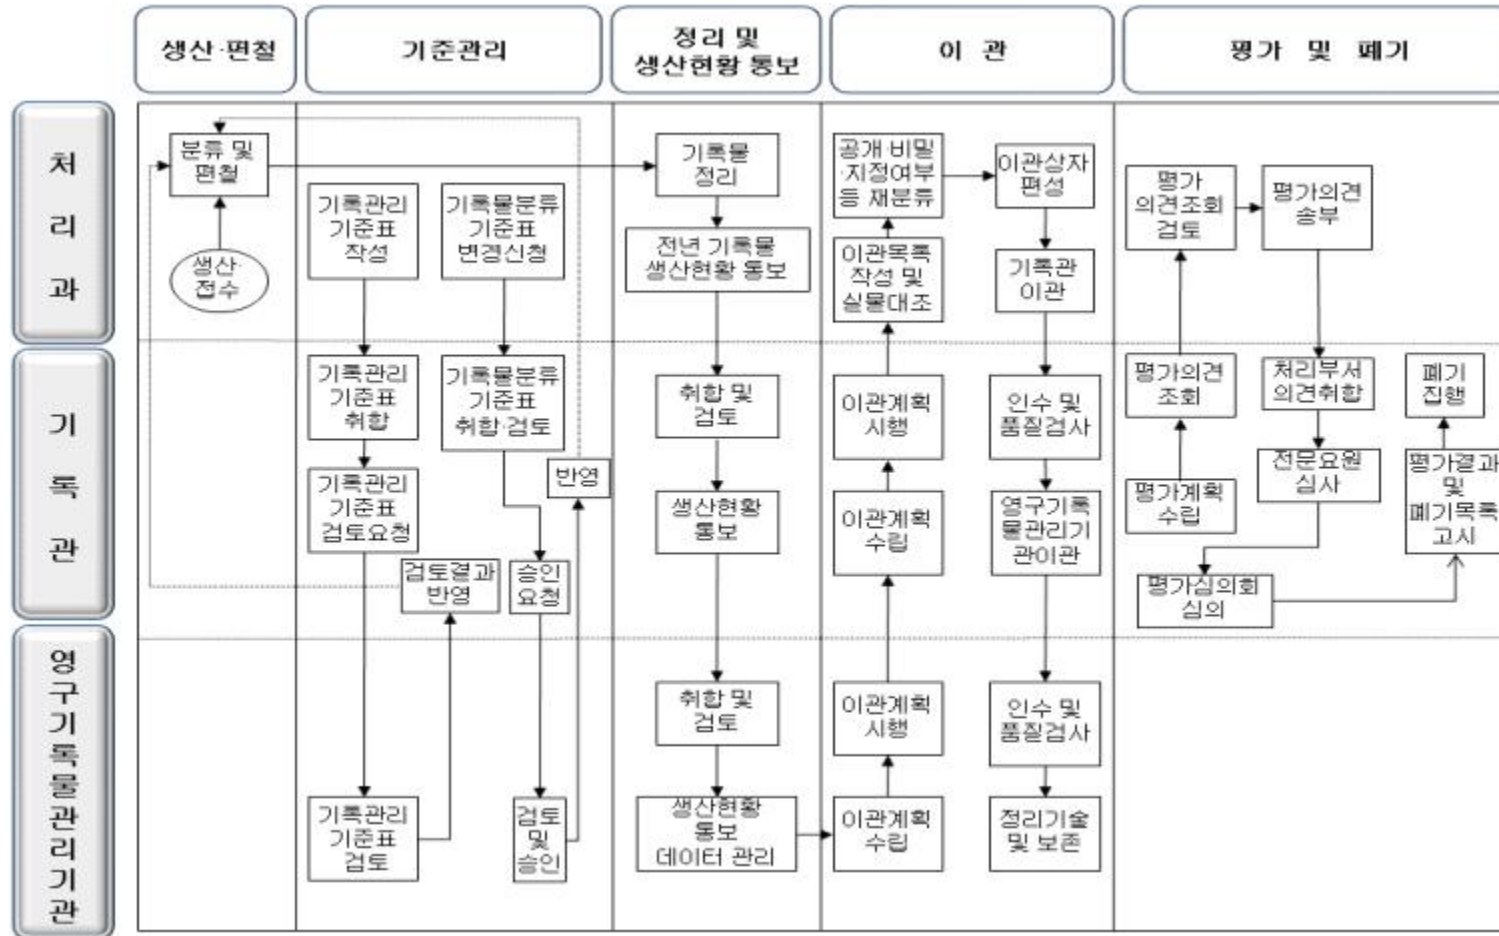 생산·편철
기준관리
정리 및
생산현황 통보
이 관
평가 및 폐기
처
리
과
분류 및
편철
생산·
접수
기록관리
기준표
작성
기록물분류
기준표
변경신청
기록물
정리
전년 기록물
생산현황 통보
공개·비밀
·지정여부
등 재분류
이관목록
작성 및
실물대조
이관상자
편성
기록관
이관
평가
의견조회
검토
평가의견
송부
기
록
관
기록관리
기준표
취합
기록물분류
기준표
취합·검토
기록관리
기준표
검토요청
반영
검토결과
반영
승인
요청
취합 및
검토
생산현황
통보
이관계획
시행
이관계획
수립
인수 및
품질검사
영구기록
물관리기
관이관
평가의견
조회
평가계획
수립
처리부서
의견취합
전문요원
심사
평가심의회
심의
폐기
집행
평가결과
및
폐기목록
고시
영
구
기
록
물
관
리
기
관
기록관리
기준표
검토
검토
및
승인
취합 및
검토
생산현황
통보
데이터 관리
이관계획
시행
이관계획
수립
인수 및
품질검사
정리기술
및 보존